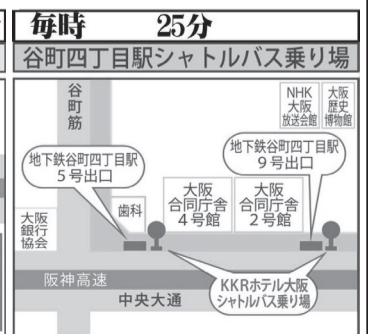 毎時 25分
谷町四丁目駅シャトルバス乗り場
谷町筋
NHK
大阪
放送会館
大阪
歴史
博物館
地下鉄谷町四丁目駅
5号出口
地下鉄谷町四丁目駅
9号出口
歯科
大阪
合同庁舎
4号館
大阪
合同庁舎
2号館
大阪
銀行
協会
阪神高速
中央大通
KKRホテル大阪
シャトルバス乗り場